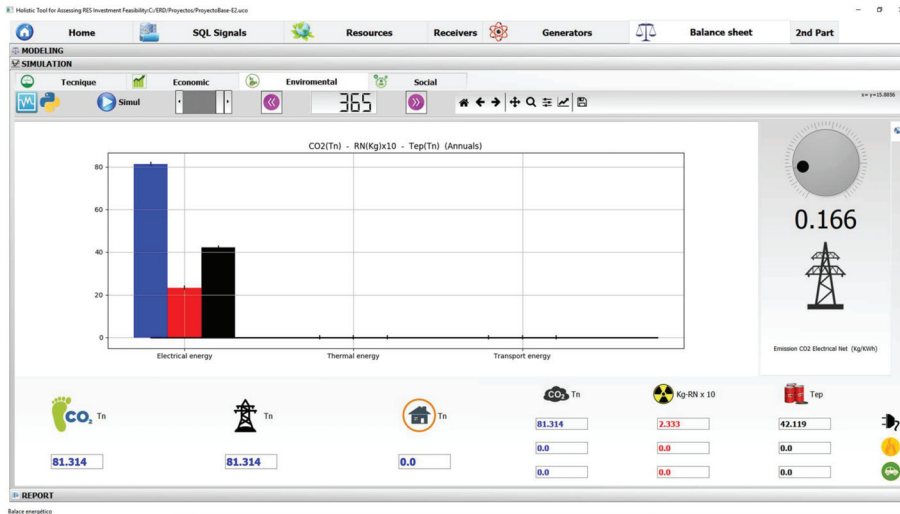 Holistic Tool for Assessing RES Investment Feasibility:C:/ERD/Proyectos/ProyectoBase-E2.uco
Home SQL Signals Resources Receivers Generators Balance sheet 2nd Part
MODELING
SIMULATION
Tecnique Economic Enviromental Social
Simul 365 x= y=15.8856
CO2(Tn) - RN(Kg)x10 - Tep(Tn) (Annuals)
80
60
40
20
0
Electrical energy Thermal energy Transport energy
0.166
Emission CO2 Electrical Net (Kg/KWh)
CO2 Tn Tn Tn
81.314 81.314 0.0
CO2 Tn Kg-RN x 10 Tep
81.314 2.333 42.119
0.0 0.0 0.0
0.0 0.0 0.0
REPORT
Balace energético